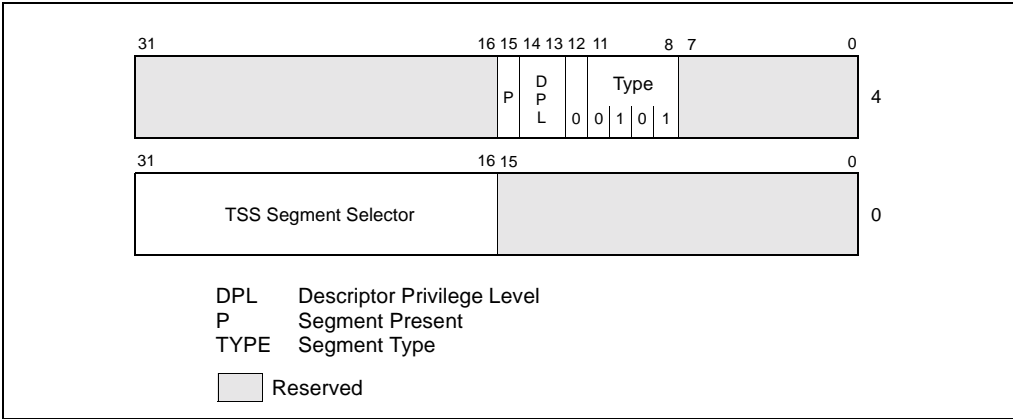 31 16 15 14 13 12 11 8 7 0
P D P L Type 4
0 0 1 0 1
31 16 15 0
TSS Segment Selector 0
DPL Descriptor Privilege Level
P Segment Present
TYPE Segment Type
Reserved